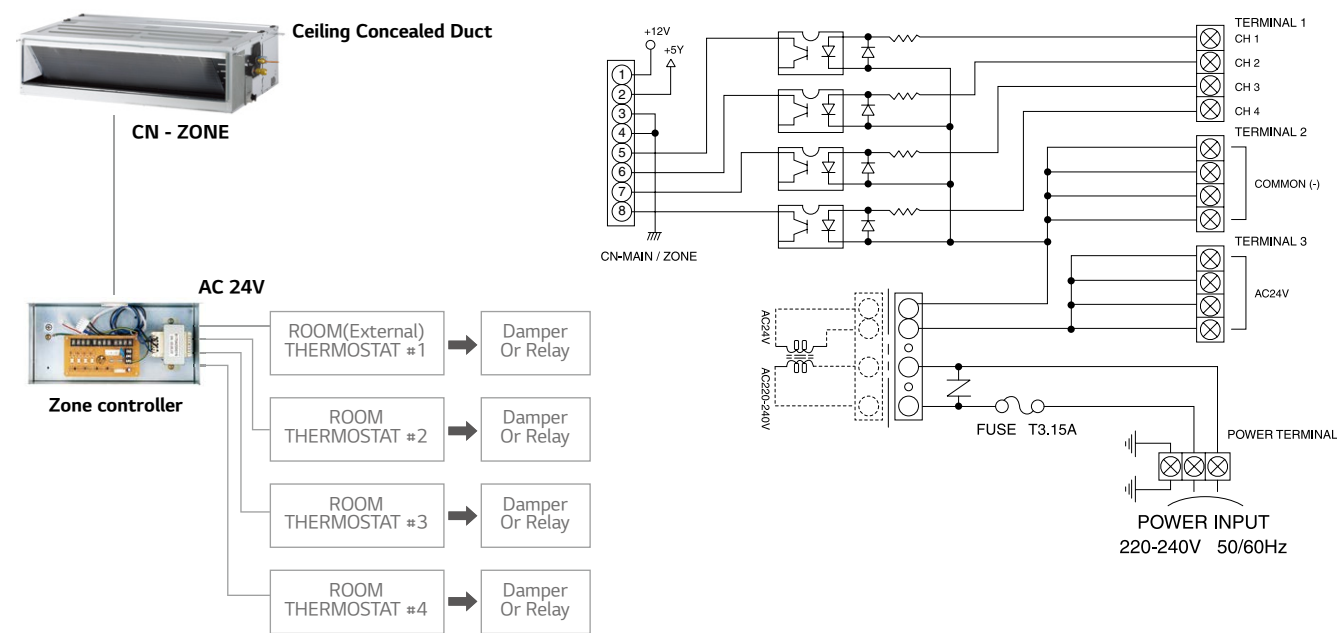 Ceiling Concealed Duct
CN - ZONE
AC 24V
Zone controller
ROOM(External)
THERMOSTAT #1
Damper
Or Relay
ROOM
THERMOSTAT #2
Damper
Or Relay
ROOM
THERMOSTAT #3
Damper
Or Relay
ROOM
THERMOSTAT #4
Damper
Or Relay
+12V
+5Y
1
2
3
4
5
6
7
8
CN-MAIN / ZONE
TERMINAL 1
CH 1
CH 2
CH 3
CH 4
TERMINAL 2
COMMON (-)
TERMINAL 3
AC24V
AC24V
AC220-240V
FUSE T3.15A
POWER TERMINAL
POWER INPUT
220-240V 50/60Hz